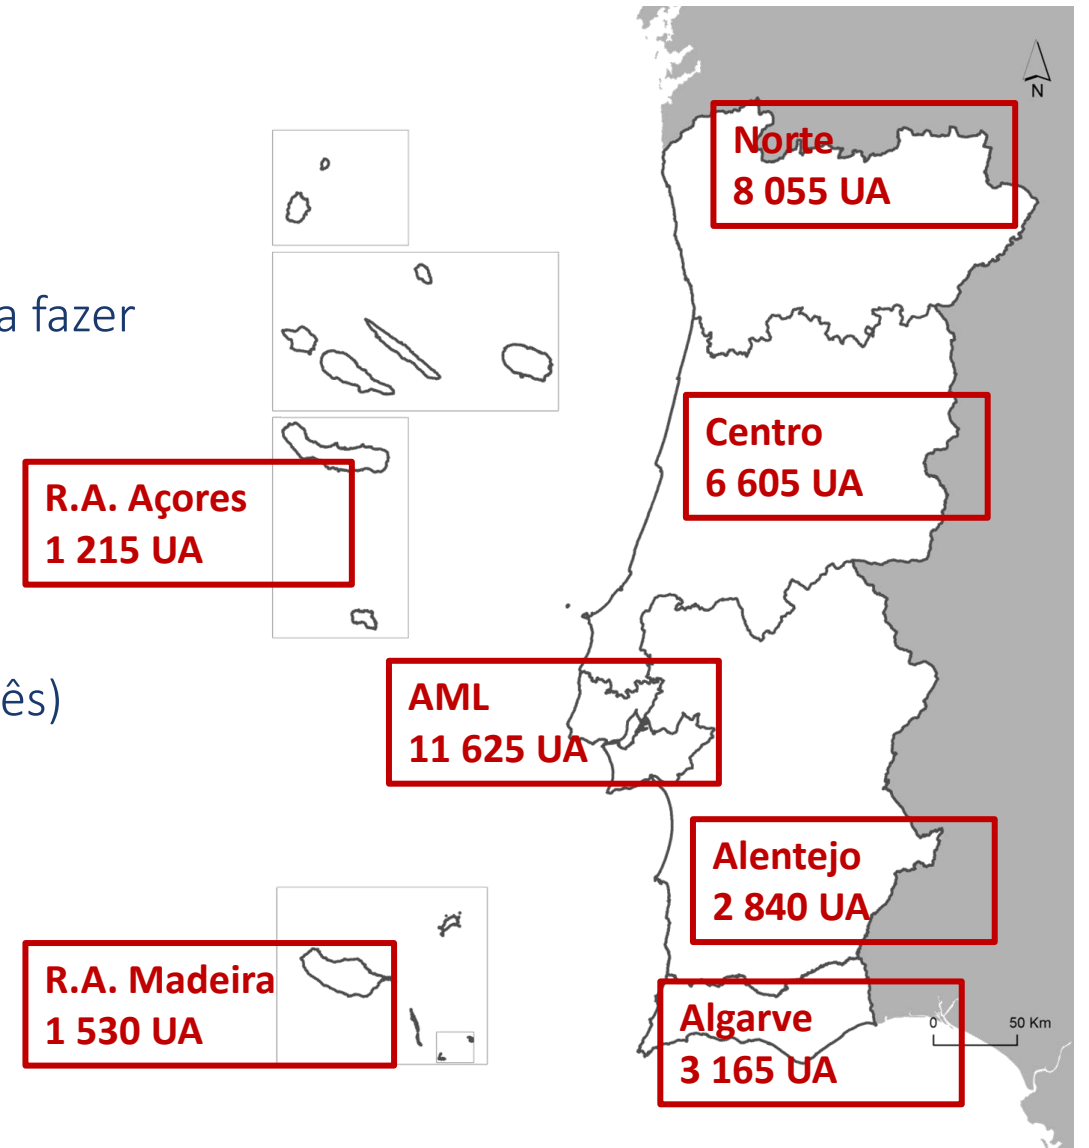 N
Norte
8 055 UA
a fazer
Centro
6 605 UA
R.A. Açores
1 215 UA
ês)
AML
11 625 UA
Alentejo
2 840 UA
R.A. Madeira
1 530 UA
Algarve
3 165 UA
0 50 Km